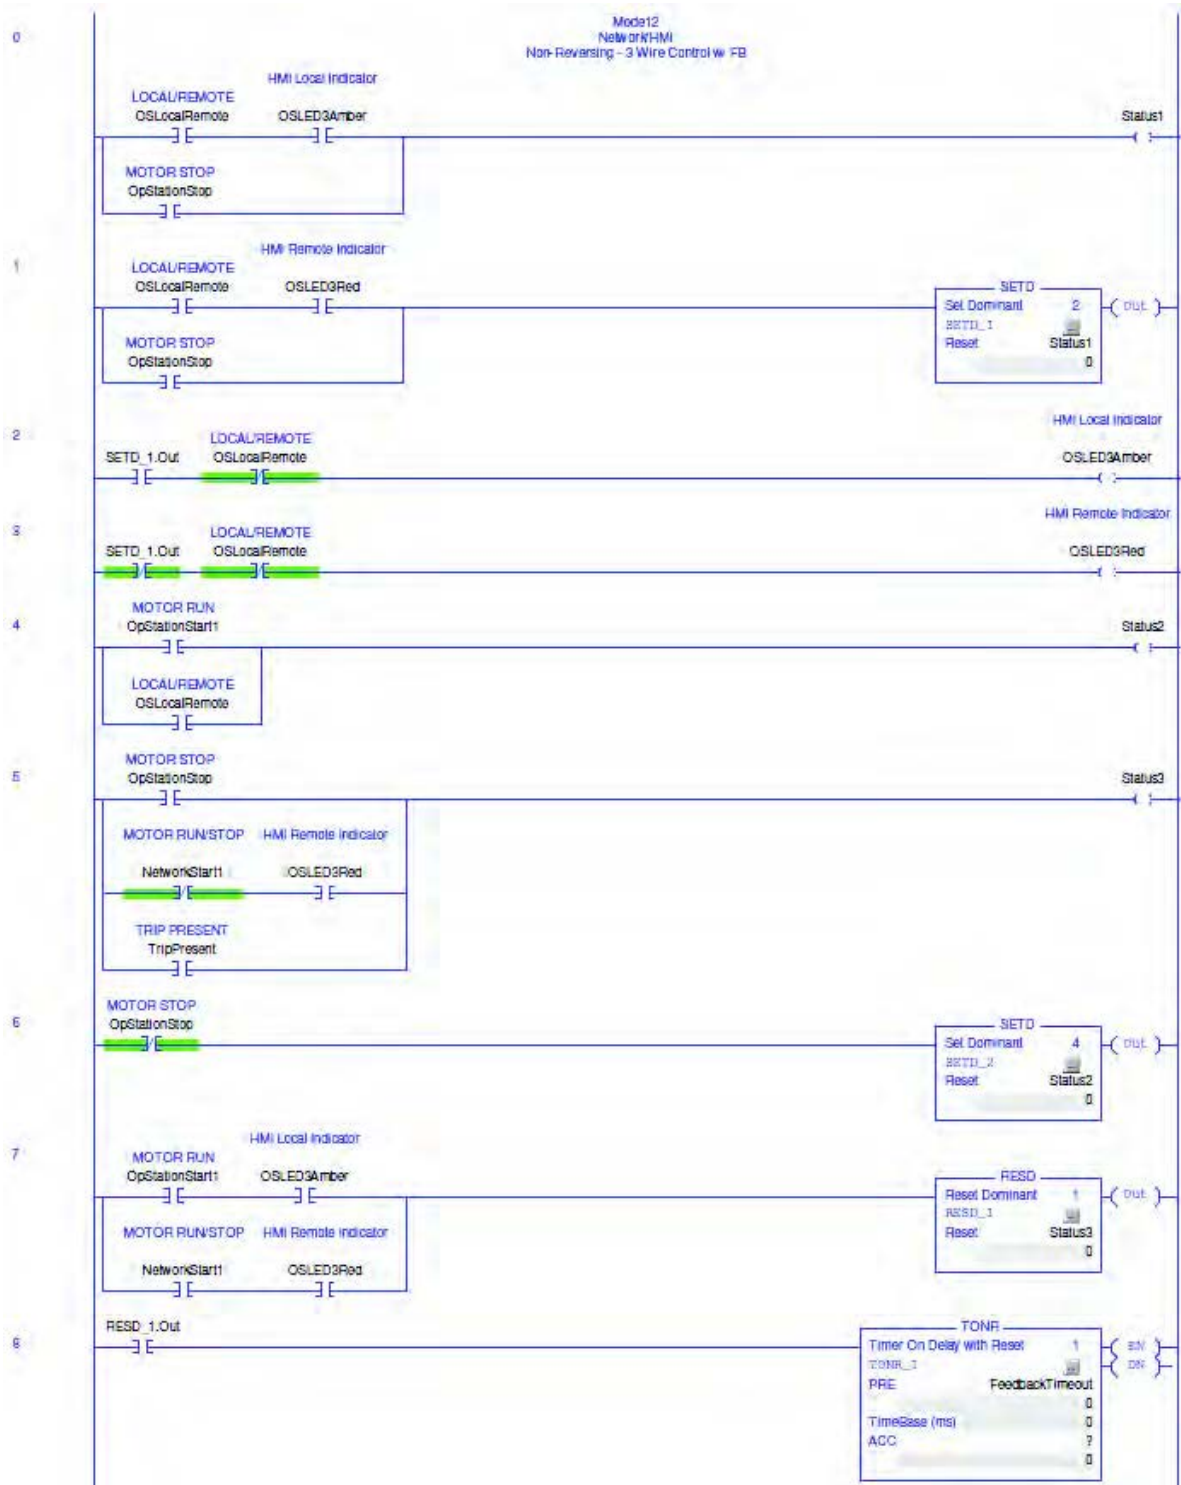 Mode12
Network/HMI
Non-Reversing - 3 Wire Control w/ FB
0
HMI Local Indicator
LOCAL/REMOTE
OSLocalRemote
OSLED3Amber
Status1
MOTOR STOP
OpStationStop
1
HMI Remote Indicator
LOCAL/REMOTE
OSLocalRemote
OSLED3Red
SETD
Set Dominant 2
SETD_1
Reset Status1
0
Out
MOTOR STOP
OpStationStop
2
HMI Local Indicator
LOCAL/REMOTE
SETD_1.Out
OSLocalRemote
OSLED3Amber
3
HMI Remote Indicator
LOCAL/REMOTE
SETD_1.Out
OSLocalRemote
OSLED3Red
4
MOTOR RUN
OpStationStart1
Status2
LOCAL/REMOTE
OSLocalRemote
5
MOTOR STOP
OpStationStop
Status3
MOTOR RUN/STOP
HMI Remote Indicator
NetworkStart1
OSLED3Red
TRIP PRESENT
TripPresent
6
MOTOR STOP
OpStationStop
SETD
Set Dominant 4
SETD_2
Reset Status2
0
Out
7
HMI Local Indicator
MOTOR RUN
OpStationStart1
OSLED3Amber
RESD
Reset Dominant 1
RESD_1
Reset Status3
0
Out
MOTOR RUN/STOP
HMI Remote Indicator
NetworkStart1
OSLED3Red
8
RESD_1.Out
TONR
Timer On Delay with Reset 1
TONR_1
PRE FeedbackTimeout
0
TimeBase (ms) 0
ACC ?
0
EN
DN